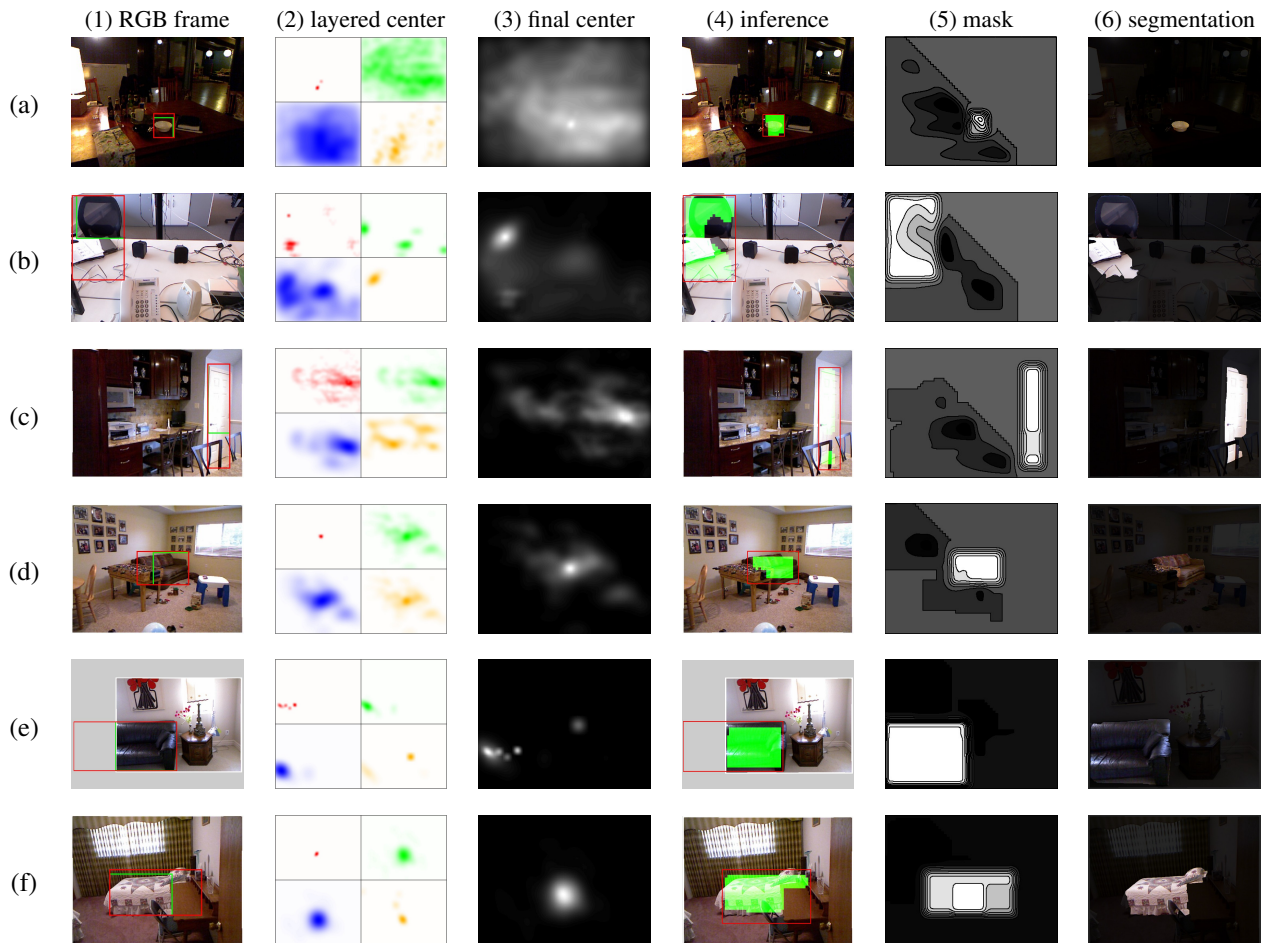 (1) RGB frame (2) layered center (3) final center (4) inference (5) mask (6) segmentation
(a)
(b)
(c)
(d)
(e)
(f)